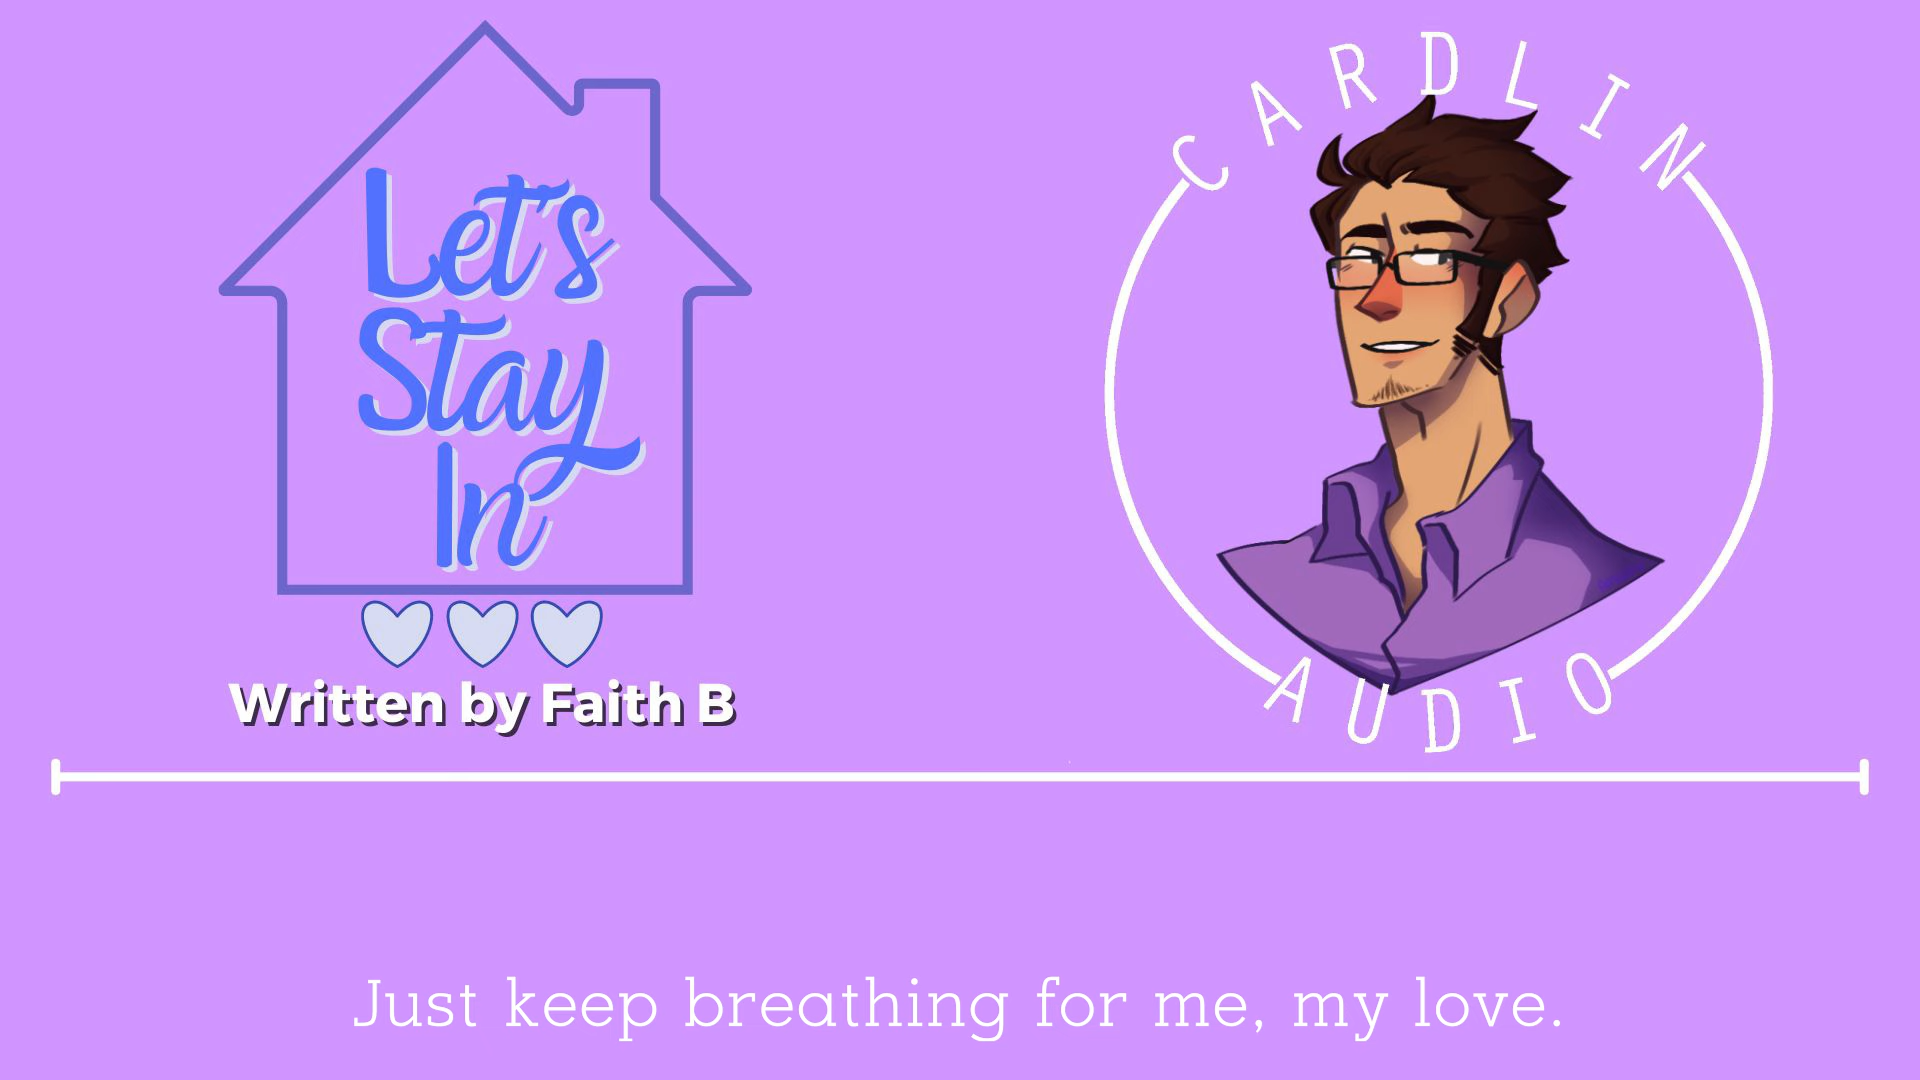 Let's
Stay
In
Written by Faith B
CARDLIN
AUDIO
Just keep breathing for me, my love.